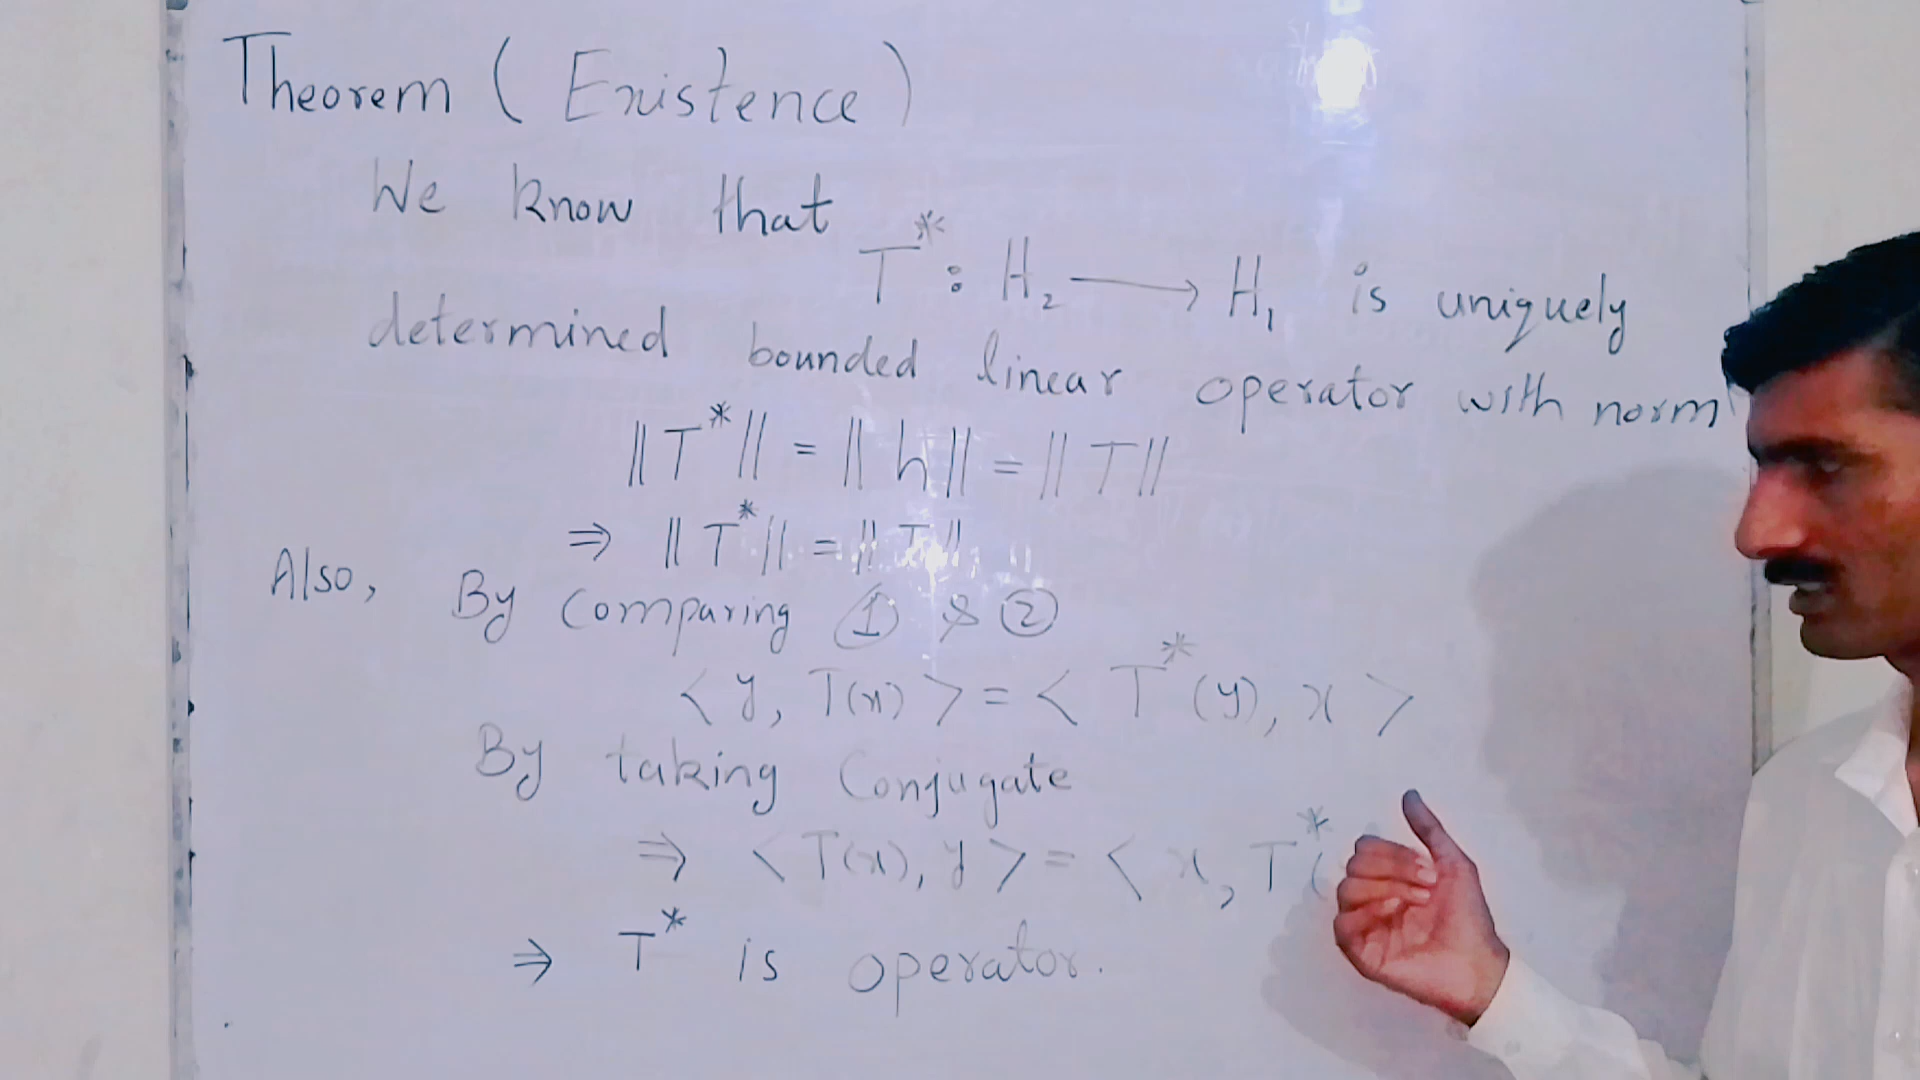 Theorem (Existence)
We know that
T* : H₂ → H₁ is uniquely
determined bounded linear operator with norm
||T*|| = ||h|| = ||T||
⇒ ||T*|| = ||T||
Also, By Comparing ① & ②
<y, T(x)> = <T*(y), x>
By taking Conjugate
⇒ <T(x), y> = <x, T*(
⇒ T* is operator.